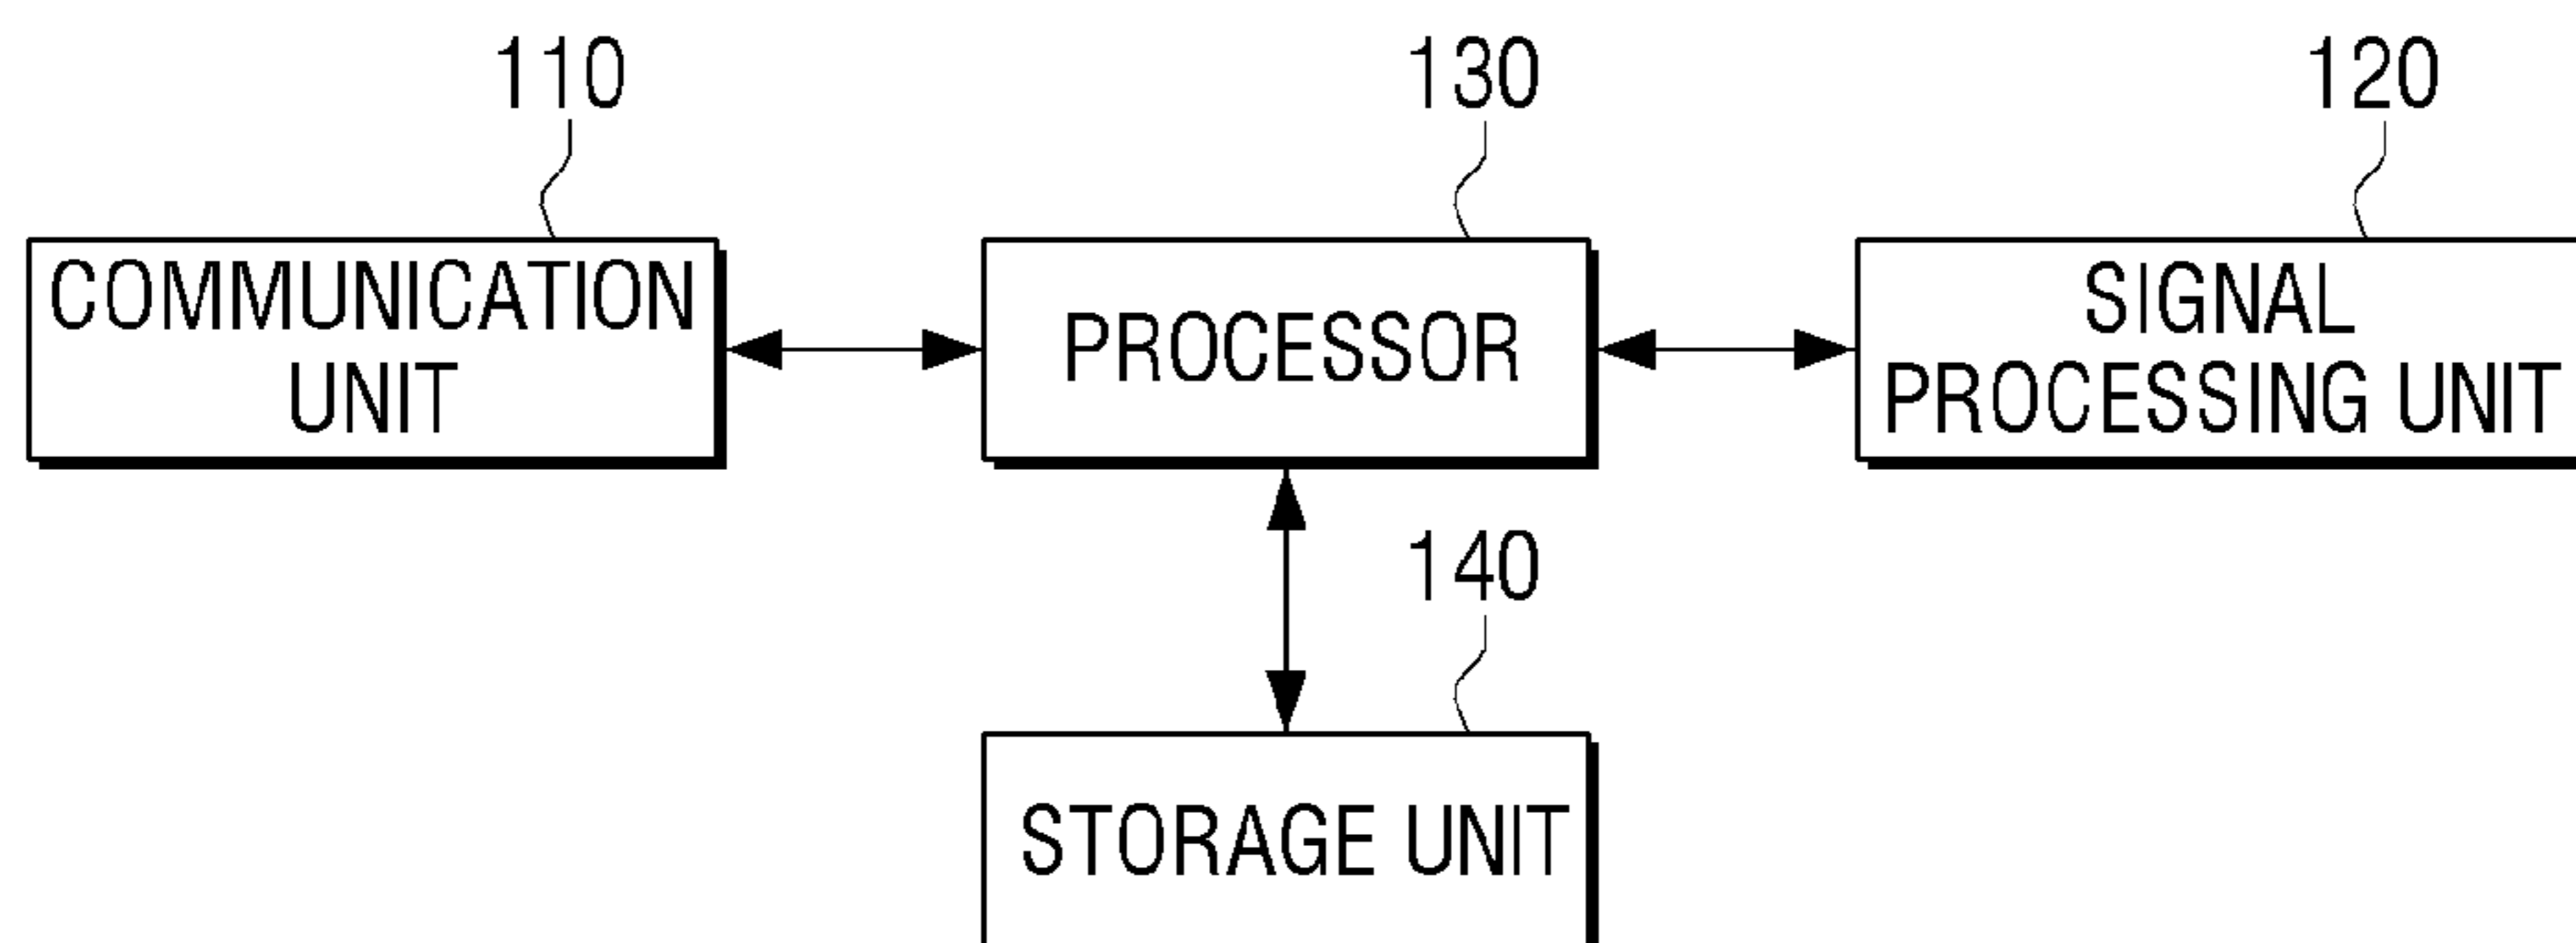 110
130
120
COMMUNICATION
UNIT
PROCESSOR
SIGNAL
PROCESSING UNIT
140
STORAGE UNIT